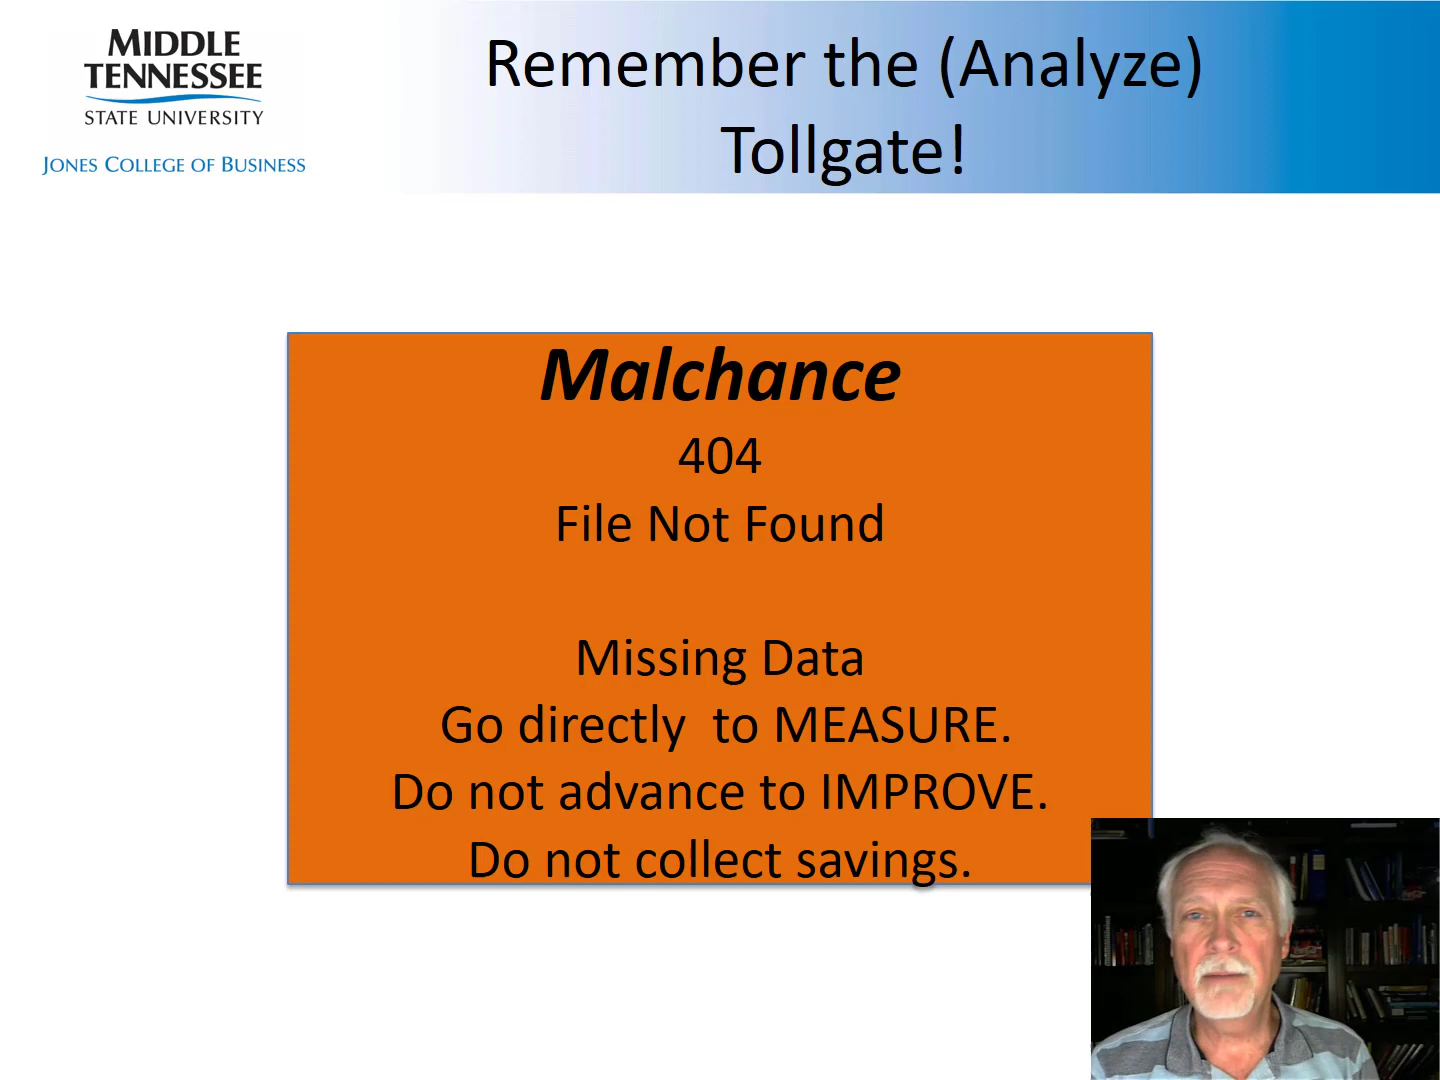 MIDDLE
TENNESSEE
STATE UNIVERSITY
JONES COLLEGE OF BUSINESS
Remember the (Analyze)
Tollgate!
Malchance
404
File Not Found
Missing Data
Go directly  to MEASURE.
Do not advance to IMPROVE.
Do not collect savings.